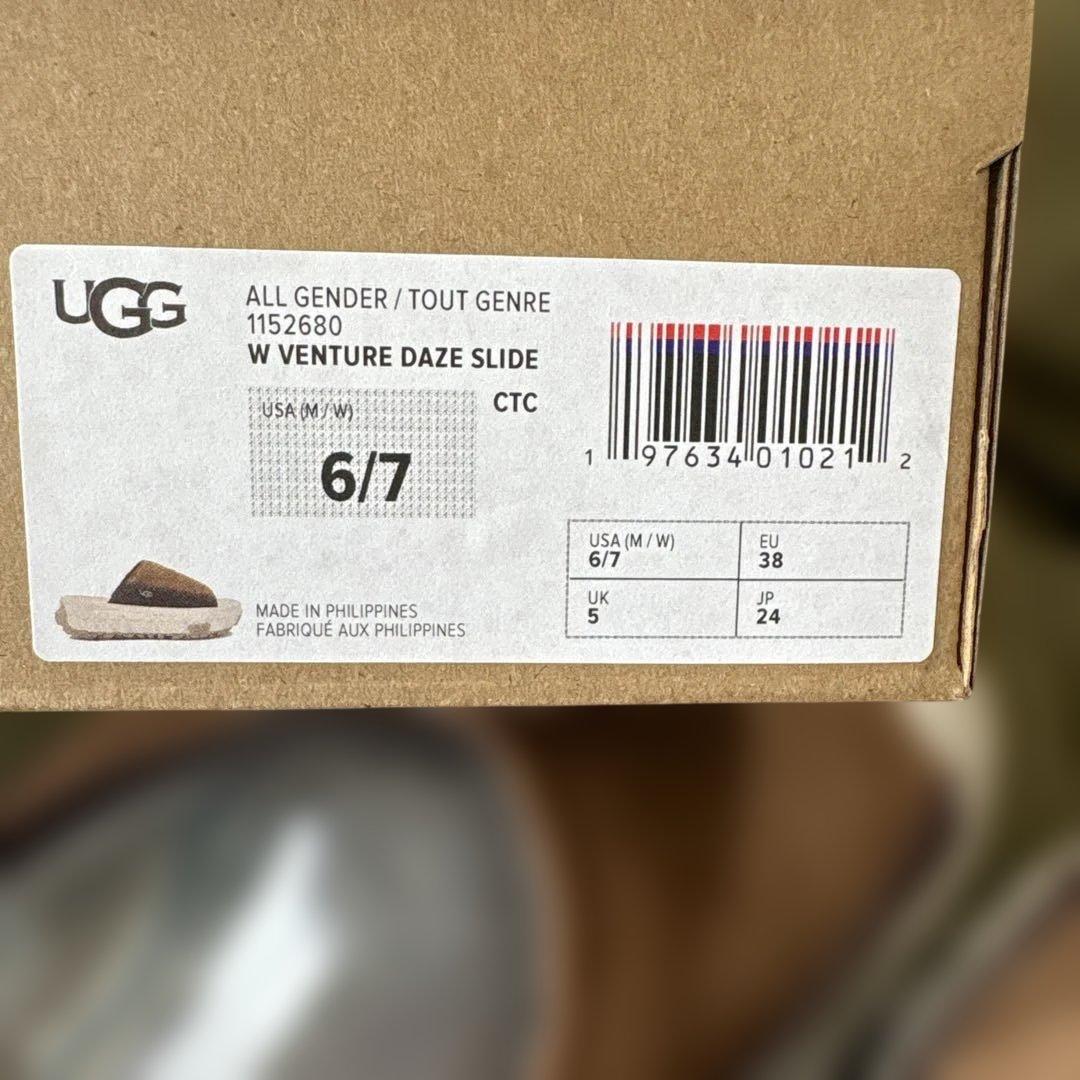 UGG
ALL GENDER / TOUT GENRE
1152680
W VENTURE DAZE SLIDE
CTC
USA (M / W)
6/7
1 97634 01021 2
USA (M / W)
6/7
EU
38
UK
5
JP
24
MADE IN PHILIPPINES
FABRIQUÉ AUX PHILIPPINES